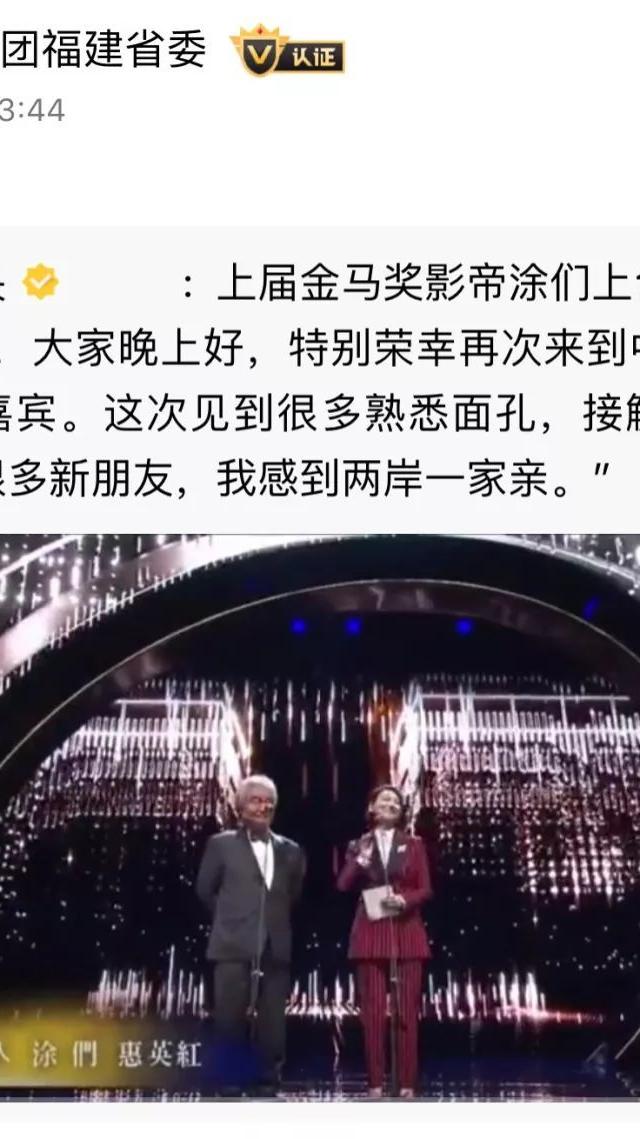 团福建省委
V 认证
3:44
：上届金马奖影帝涂们上
大家晚上好，特别荣幸再次来到
嘉宾。这次见到很多熟悉面孔，接触
很多新朋友，我感到两岸一家亲。”
人 涂們 惠英紅